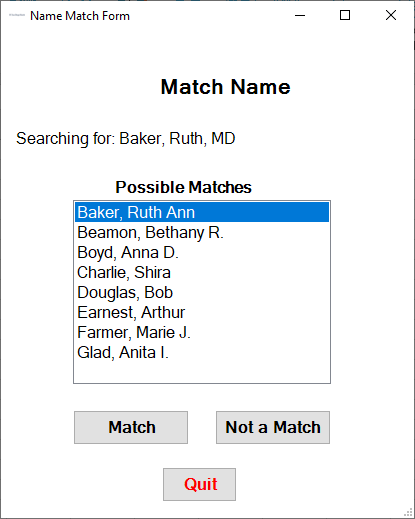 Name Match Form
Match Name
Searching for: Baker, Ruth, MD
Possible Matches
Baker, Ruth Ann
Beamon, Bethany R.
Boyd, Anna D.
Charlie, Shira
Douglas, Bob
Earnest, Arthur
Farmer, Marie J.
Glad, Anita I.
Match Not a Match
Quit